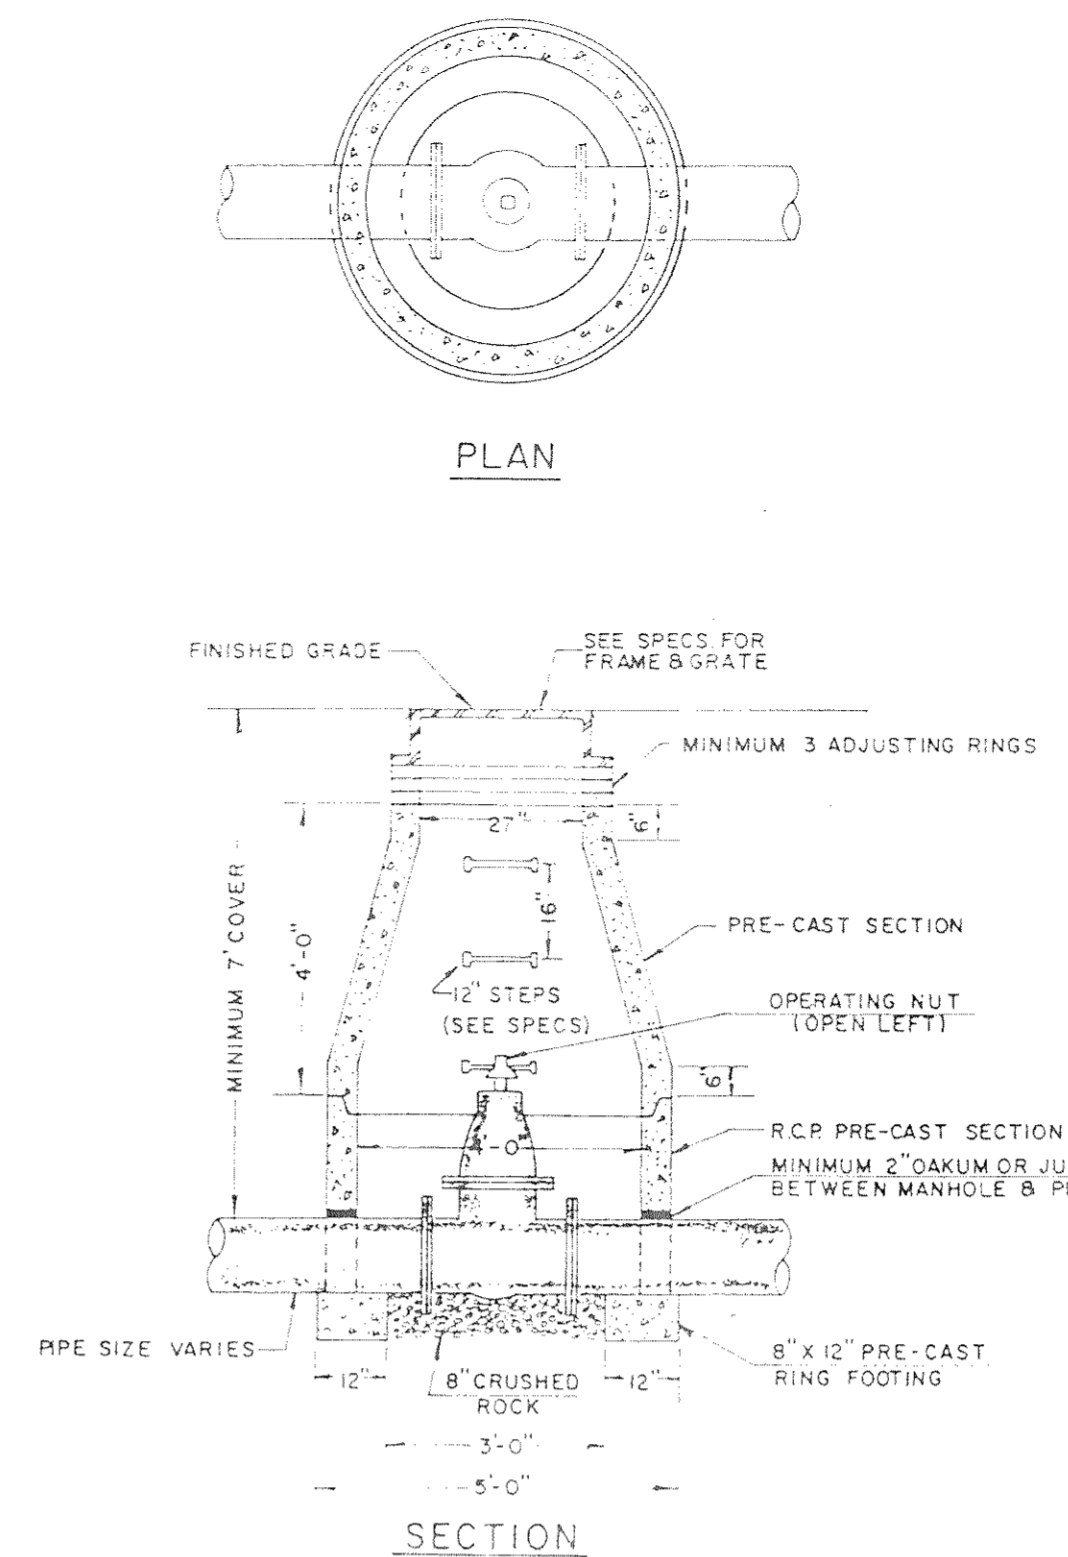 PLAN
FINISHED GRADE
SEE SPECS. FOR
FRAME & GRATE
MINIMUM 3 ADJUSTING RINGS
27"
6"
16"
MINIMUM 7' COVER
4'-0"
PRE-CAST SECTION
12" STEPS
(SEE SPECS)
OPERATING NUT
(OPEN LEFT)
6"
4'-0
R.C.P. PRE-CAST SECTION
MINIMUM 2" OAKUM OR JU
BETWEEN MANHOLE & P
PIPE SIZE VARIES
12"
8" CRUSHED
ROCK
12"
8" X 12" PRE-CAST
RING FOOTING
3'-0"
5'-0"
SECTION